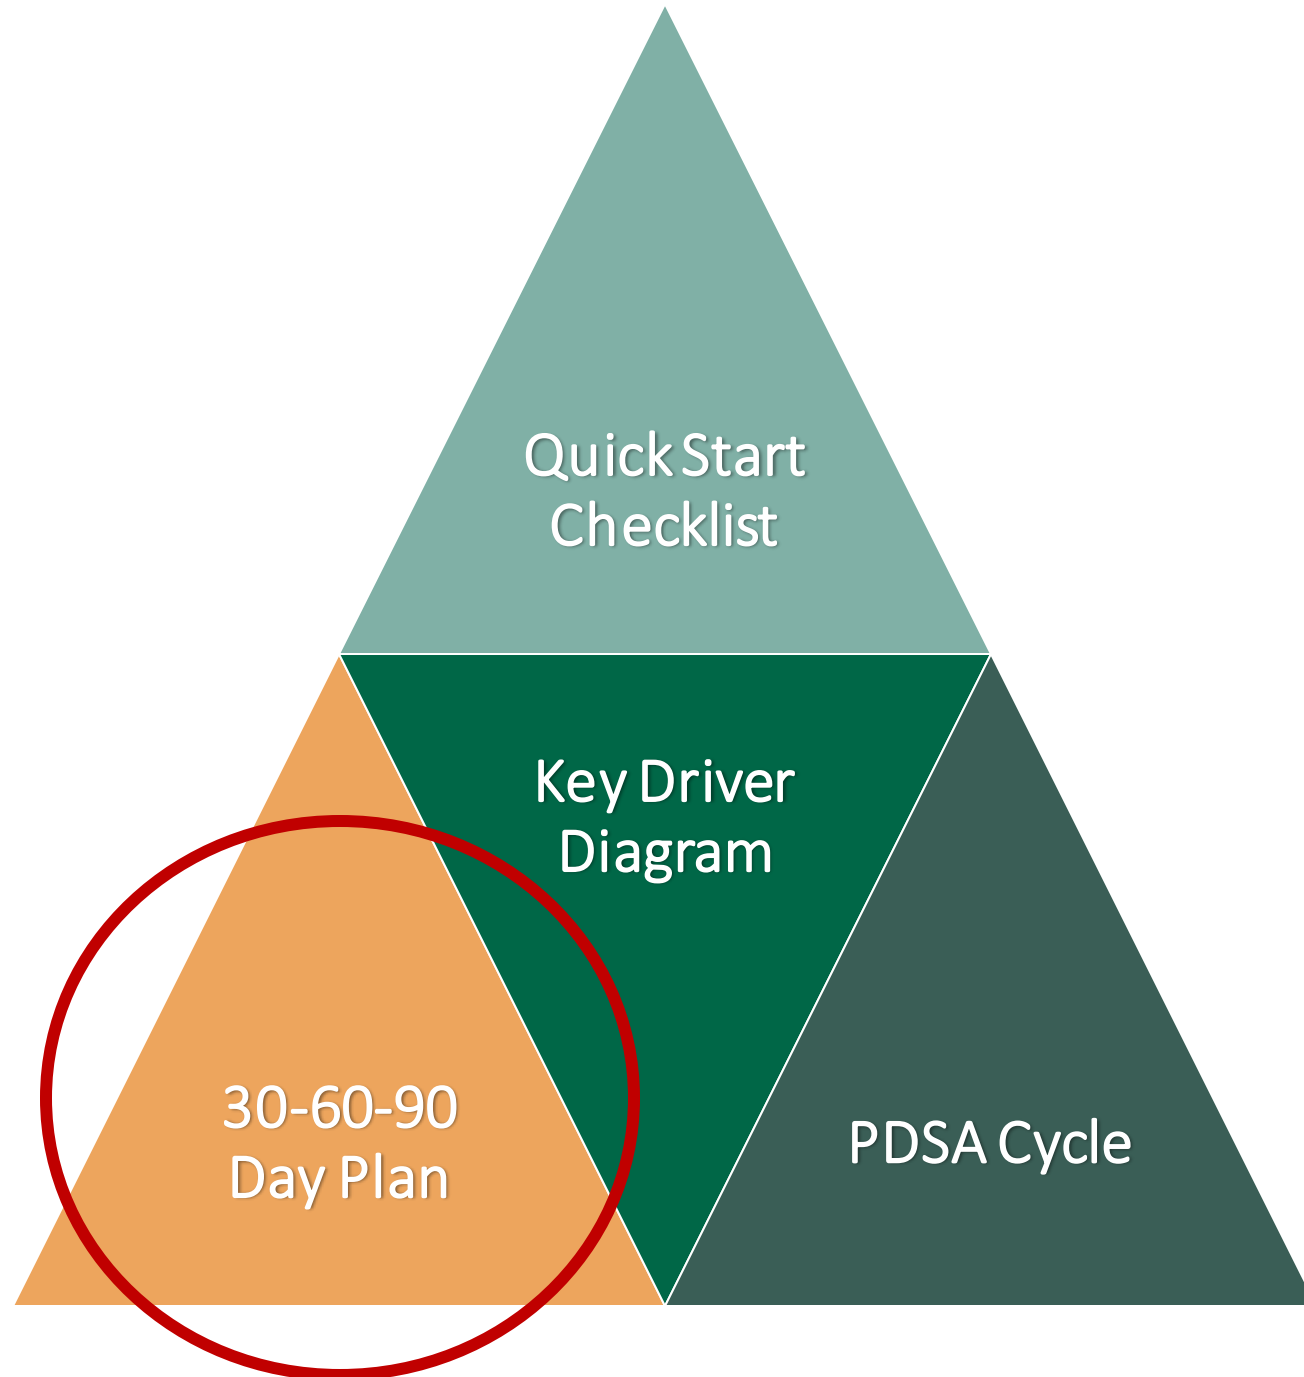 Quick Start
Checklist
Key Driver
Diagram
30-60-90
Day Plan
PDSA Cycle